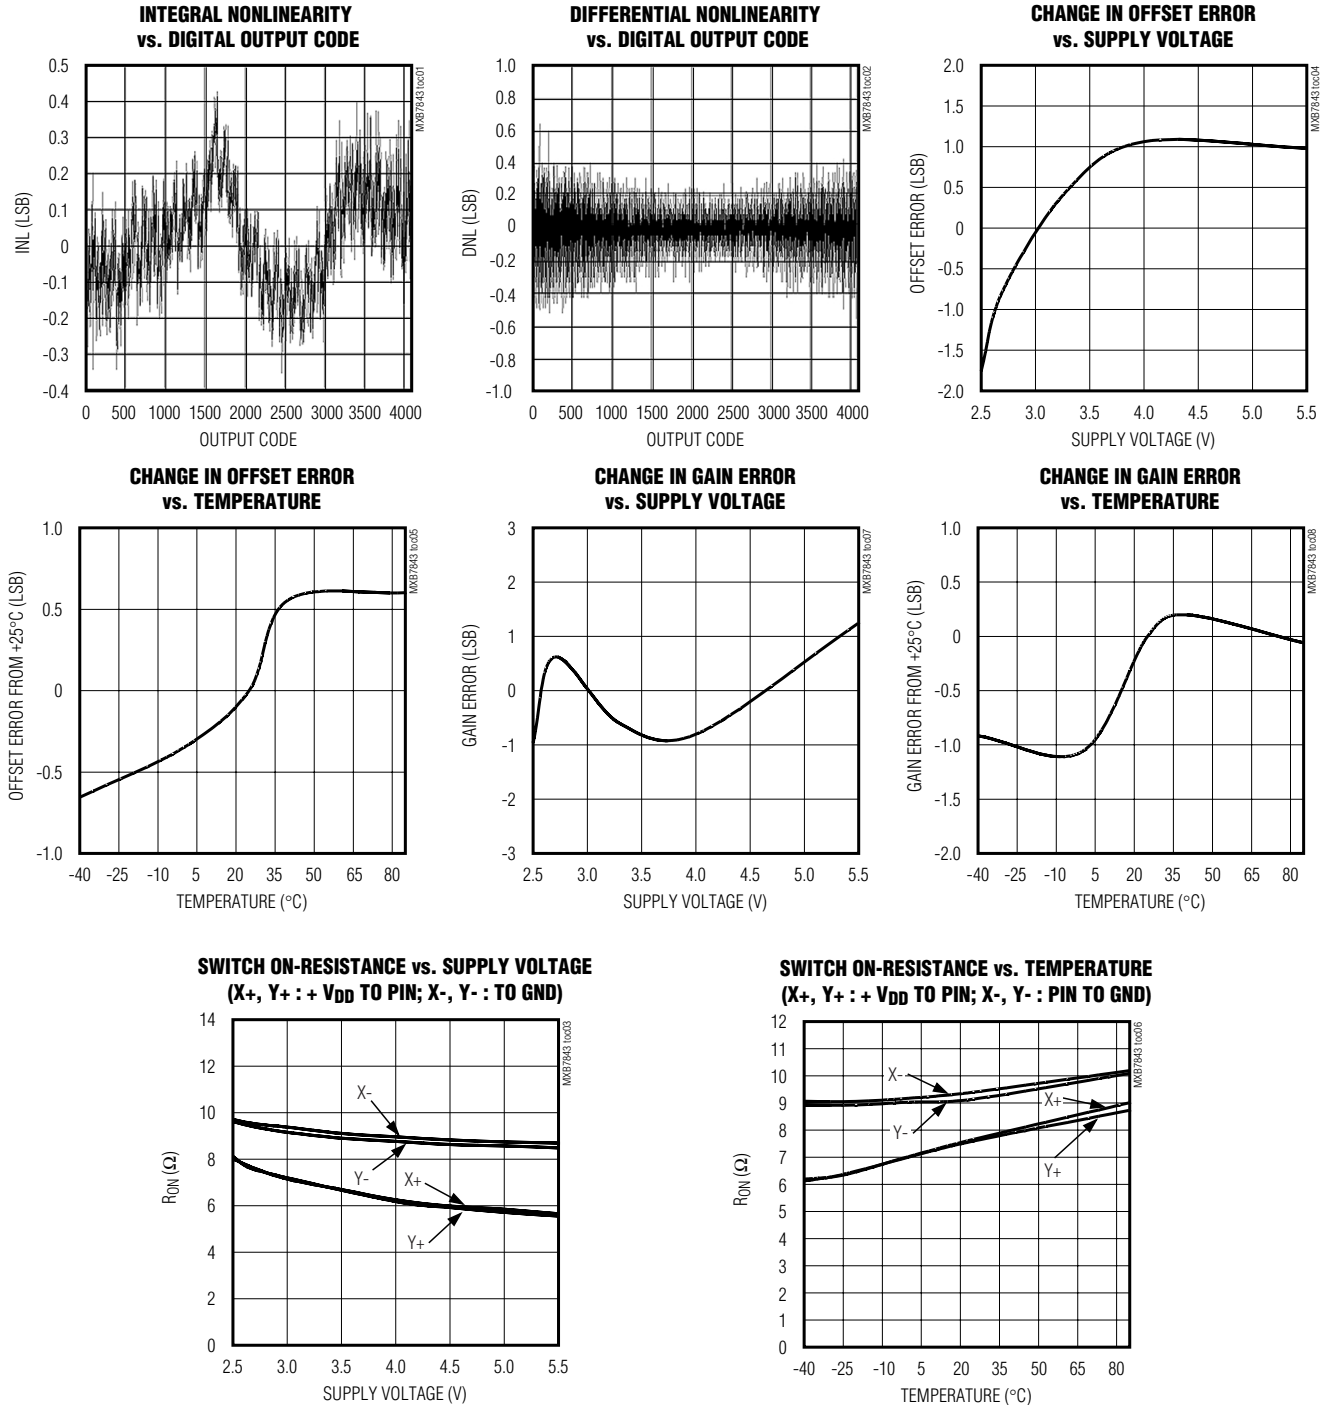 INTEGRAL NONLINEARITY
vs. DIGITAL OUTPUT CODE
0.5
0.4
0.3
0.2
0.1
0
-0.1
-0.2
-0.3
-0.4
INL (LSB)
0 500 1000 1500 2000 2500 3000 3500 4000
OUTPUT CODE
MXB7843 toc01
DIFFERENTIAL NONLINEARITY
vs. DIGITAL OUTPUT CODE
1.0
0.8
0.6
0.4
0.2
0
-0.2
-0.4
-0.6
-0.8
-1.0
DNL (LSB)
0 500 1000 1500 2000 2500 3000 3500 4000
OUTPUT CODE
MXB7843 toc02
CHANGE IN OFFSET ERROR
vs. SUPPLY VOLTAGE
2.0
1.5
1.0
0.5
0
-0.5
-1.0
-1.5
-2.0
OFFSET ERROR (LSB)
2.5 3.0 3.5 4.0 4.5 5.0 5.5
SUPPLY VOLTAGE (V)
MXB7843 toc04
CHANGE IN OFFSET ERROR
vs. TEMPERATURE
1.0
0.5
0
-0.5
-1.0
OFFSET ERROR FROM +25°C (LSB)
-40 -25 -10 5 20 35 50 65 80
TEMPERATURE (°C)
MXB7843 toc05
CHANGE IN GAIN ERROR
vs. SUPPLY VOLTAGE
3
2
1
0
-1
-2
-3
GAIN ERROR (LSB)
2.5 3.0 3.5 4.0 4.5 5.0 5.5
SUPPLY VOLTAGE (V)
MXB7843 toc07
CHANGE IN GAIN ERROR
vs. TEMPERATURE
1.0
0.5
0
-0.5
-1.0
-1.5
-2.0
GAIN ERROR FROM +25°C (LSB)
-40 -25 -10 5 20 35 50 65 80
TEMPERATURE (°C)
MXB7843 toc08
SWITCH ON-RESISTANCE vs. SUPPLY VOLTAGE
(X+, Y+ : + VDD TO PIN; X-, Y- : TO GND)
14
12
10
8
6
4
2
0
RON (Ω)
X-
Y-
X+
Y+
2.5 3.0 3.5 4.0 4.5 5.0 5.5
SUPPLY VOLTAGE (V)
MXB7843 toc03
SWITCH ON-RESISTANCE vs. TEMPERATURE
(X+, Y+ : + VDD TO PIN; X-, Y- : PIN TO GND)
12
11
10
9
8
7
6
5
4
3
2
1
0
RON (Ω)
X-
Y-
X+
Y+
-40 -25 -10 5 20 35 50 65 80
TEMPERATURE (°C)
MXB7843 toc06